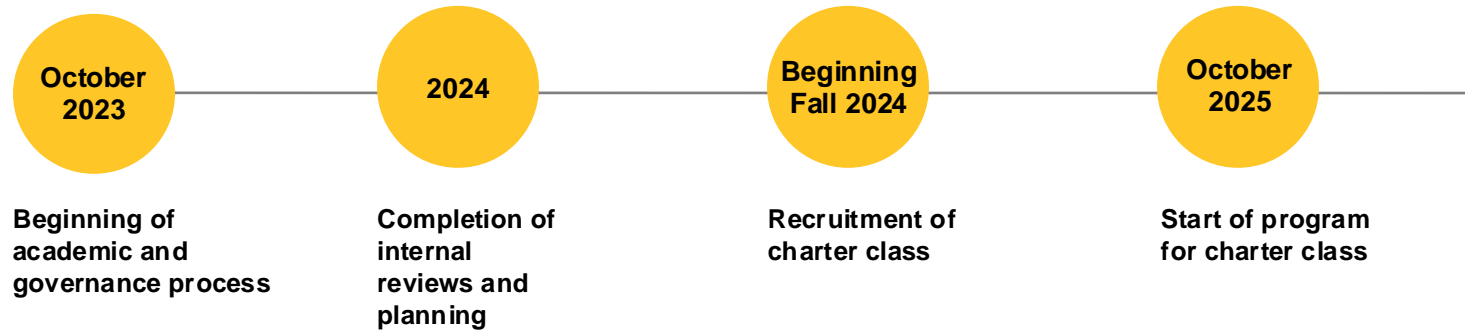 October
2023
2024
Beginning
Fall 2024
October
2025
Beginning of
academic and
governance process
Completion of
internal
reviews and
planning
Recruitment of
charter class
Start of program
for charter class